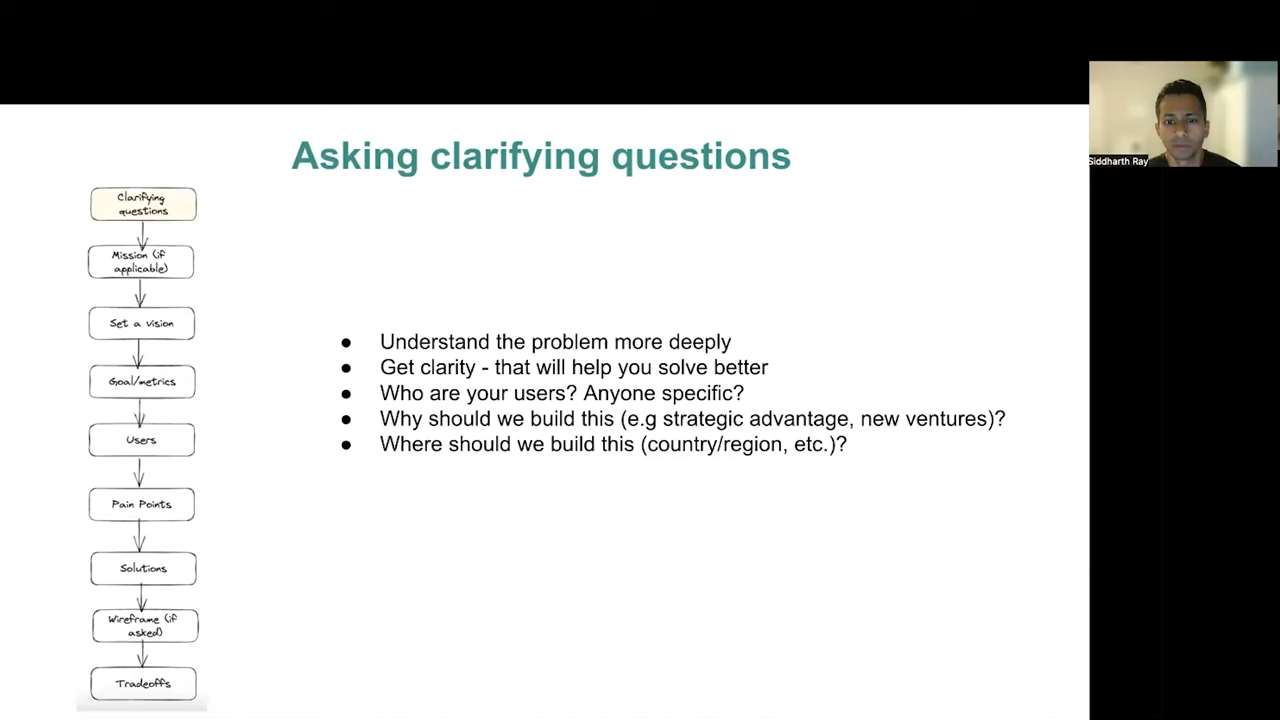 Asking clarifying questions
Siddharth Ray
Clarifying
questions
Mission (if
applicable)
Set a vision
Goal/metrics
Users
Pain Points
Solutions
Wireframe (if
asked)
Tradeoffs
● Understand the problem more deeply
● Get clarity - that will help you solve better
● Who are your users? Anyone specific?
● Why should we build this (e.g strategic advantage, new ventures)?
● Where should we build this (country/region, etc.)?